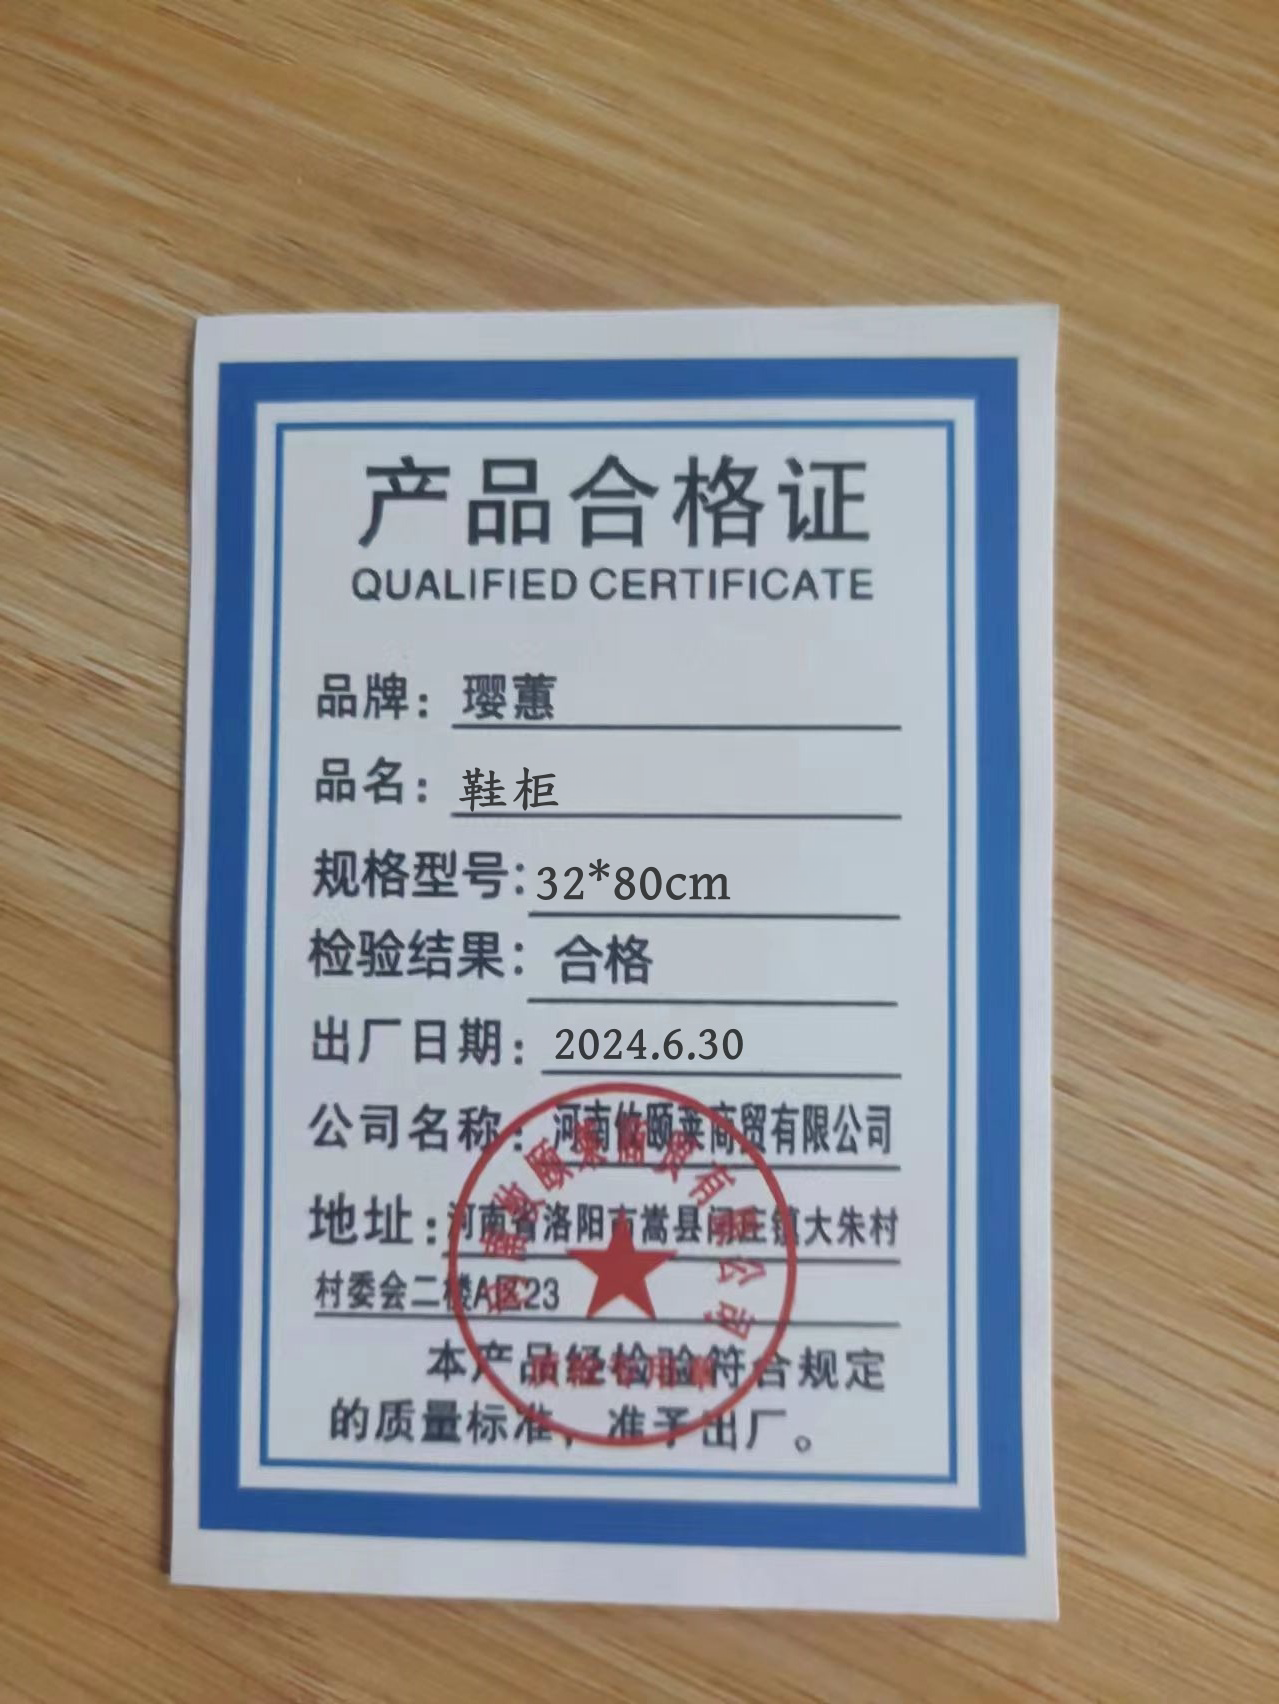 产品合格证
QUALIFIED CERTIFICATE
品牌：璎蕙
品名：鞋柜
规格型号：32*80cm
检验结果：合格
出厂日期：2024.6.30
公司名称：河南攸颐莱商贸有限公司
地址：河南省洛阳市嵩县闫庄镇大朱村
村委会二楼A区23
本产品经检验符合规定
的质量标准，准予出厂。